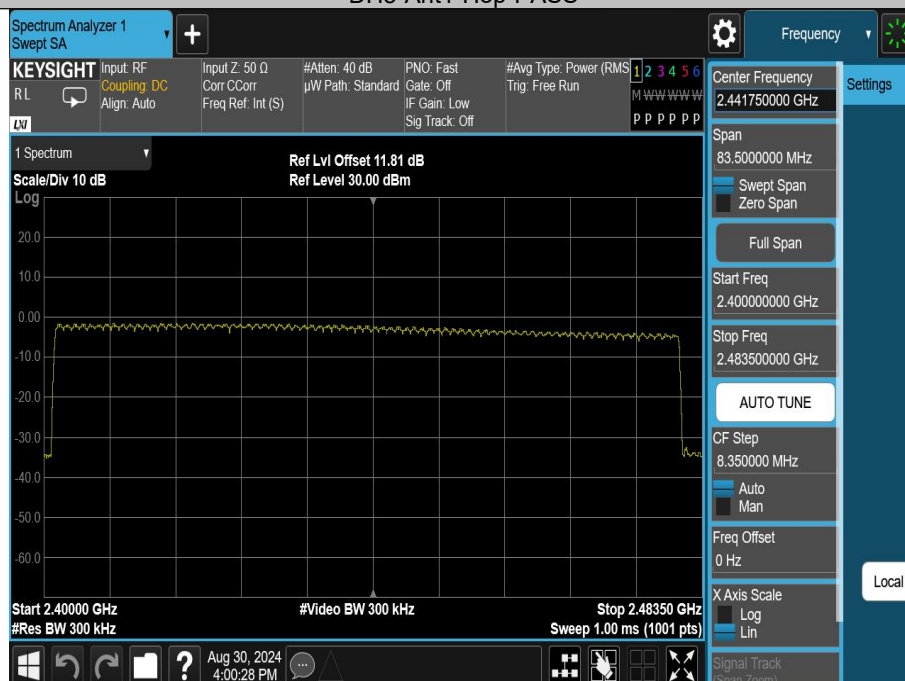 Spectrum Analyzer 1
Swept SA
+
Frequency
KEYSIGHT
RL
LXI
Input: RF
Coupling: DC
Align: Auto
Input Z: 50 Ω
Corr CCorr
Freq Ref: Int (S)
#Atten: 40 dB
µW Path: Standard
PNO: Fast
Gate: Off
IF Gain: Low
Sig Track: Off
#Avg Type: Power (RMS
Trig: Free Run
1 2 3 4 5 6
M W W W W W
P P P P P P
1 Spectrum
Scale/Div 10 dB
Log
Ref Lvl Offset 11.81 dB
Ref Level 30.00 dBm
20.0
10.0
0.00
-10.0
-20.0
-30.0
-40.0
-50.0
-60.0
Start 2.40000 GHz
#Res BW 300 kHz
#Video BW 300 kHz
Stop 2.48350 GHz
Sweep 1.00 ms (1001 pts)
Center Frequency
2.441750000 GHz
Settings
Span
83.5000000 MHz
Swept Span
Zero Span
Full Span
Start Freq
2.400000000 GHz
Stop Freq
2.483500000 GHz
AUTO TUNE
CF Step
8.350000 MHz
Auto
Man
Freq Offset
0 Hz
Local
X Axis Scale
Log
Lin
Signal Track
(Span Zoom)
?
Aug 30, 2024
4:00:28 PM